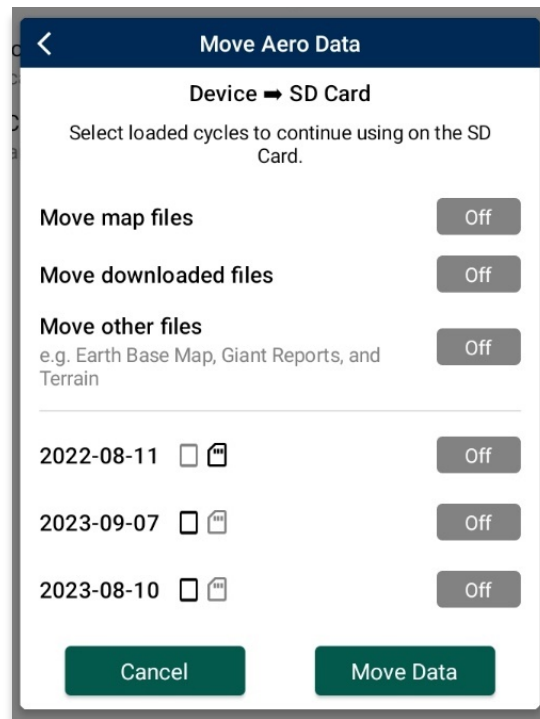 Move Aero Data
Device ➡ SD Card
Select loaded cycles to continue using on the SD
Card.
Move map files Off
Move downloaded files Off
Move other files
e.g. Earth Base Map, Giant Reports, and
Terrain
Off
2022-08-11 Off
2023-09-07 Off
2023-08-10 Off
Cancel Move Data